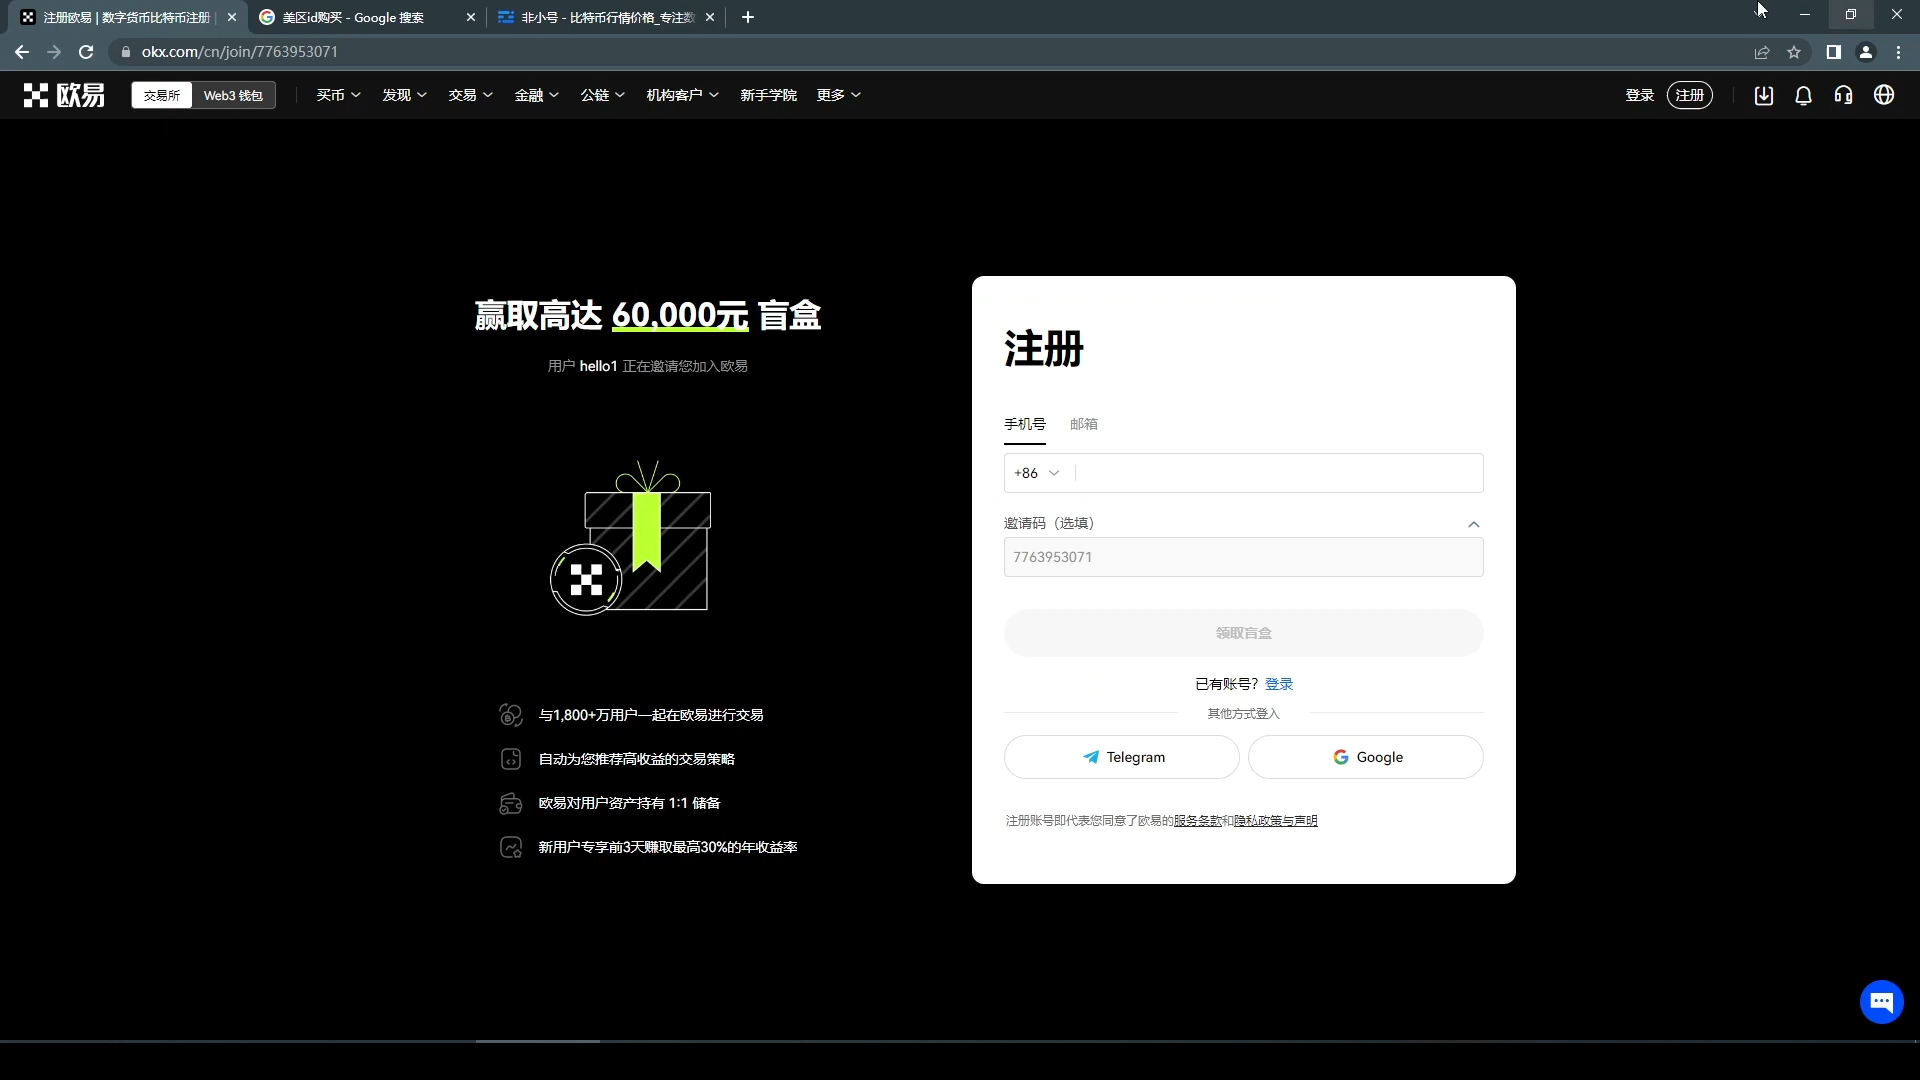 注册欧易 | 数字货币比特币注册 |
美区id购买 - Google 搜索
非小号 - 比特币行情价格_专注数
okx.com/cn/join/7763953071
欧易
交易所
Web3 钱包
买币
发现
交易
金融
公链
机构客户
新手学院
更多
登录
注册
赢取高达 60,000元 盲盒
用户 hello1 正在邀请您加入欧易
与1,800+万用户一起在欧易进行交易
自动为您推荐高收益的交易策略
欧易对用户资产持有 1:1 储备
新用户专享前3天赚取最高30%的年收益率
注册
手机号
邮箱
+86
邀请码（选填）
7763953071
领取盲盒
已有账号? 登录
其他方式登入
Telegram
Google
注册账号即代表您同意了欧易的服务条款和隐私政策与声明